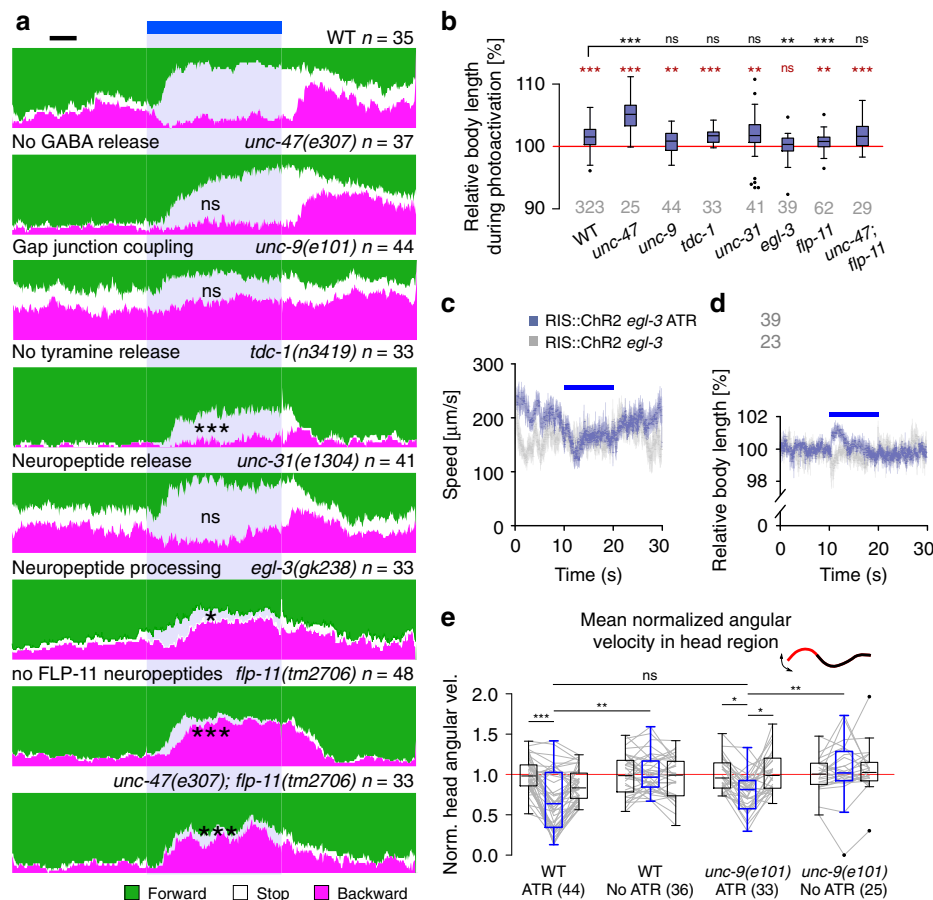 a
WT n = 35
No GABA release unc-47(e307) n = 37
ns
Gap junction coupling unc-9(e101) n = 44
ns
No tyramine release tdc-1(n3419) n = 33
***
Neuropeptide release unc-31(e1304) n = 41
ns
Neuropeptide processing egl-3(gk238) n = 33
*
no FLP-11 neuropeptides flp-11(tm2706) n = 48
***
unc-47(e307); flp-11(tm2706) n = 33
***
Forward Stop Backward
b
*** ns ns ns ** *** ns
*** *** ** *** ** ns ** ***
Relative body length
during photoactivation [%]
110
100
90
323 25 44 33 41 39 62 29
WT unc-47 unc-9 tdc-1 unc-31 egl-3 flp-11 unc-47;
flp-11
c
RIS::ChR2 egl-3 ATR 39
RIS::ChR2 egl-3 23
Speed [μm/s]
300
200
100
0
0 10 20 30
Time (s)
d
Relative body length [%]
102
100
98
0
0 10 20 30
Time (s)
e
Mean normalized angular
velocity in head region
ns
*** ** * * **
Norm. head angular vel.
2.0
1.5
1.0
0.5
0.0
WT WT unc-9(e101) unc-9(e101)
ATR (44) No ATR (36) ATR (33) No ATR (25)